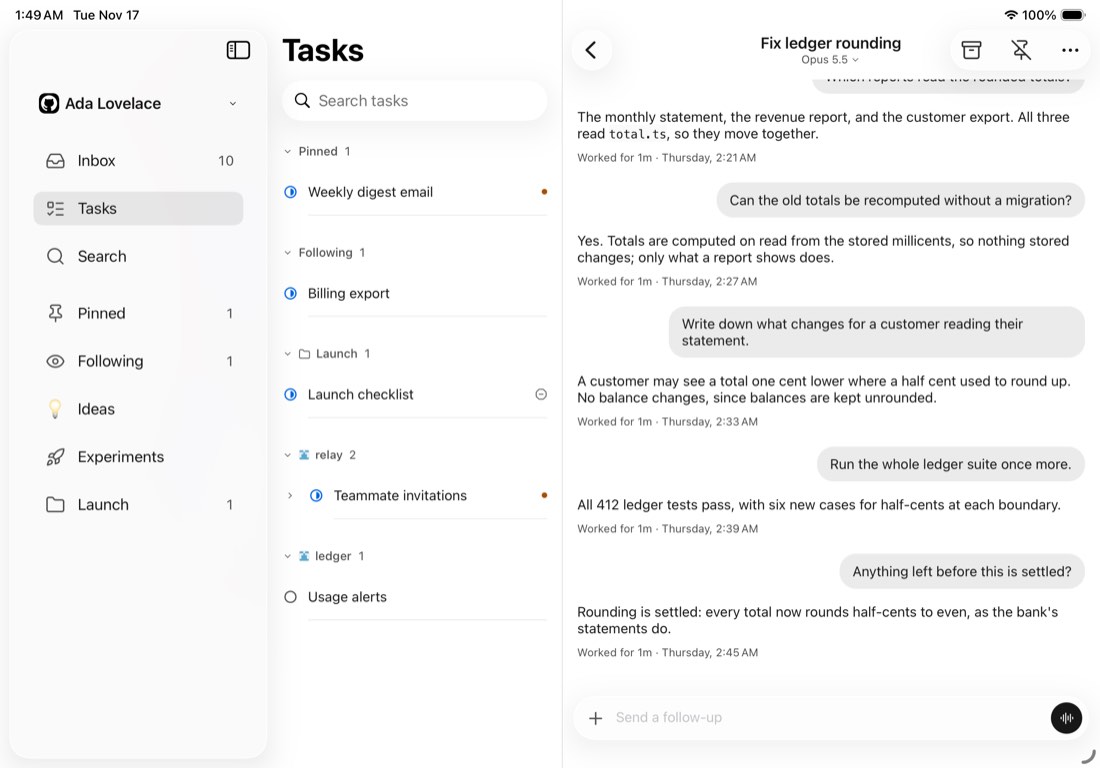 1:49 AM Tue Nov 17
100%
Ada Lovelace
Inbox 10
Tasks
Search
Pinned 1
Following 1
Ideas
Experiments
Launch 1
Tasks
Search tasks
Pinned 1
Weekly digest email
Following 1
Billing export
Launch 1
Launch checklist
relay 2
Teammate invitations
ledger 1
Usage alerts
Fix ledger rounding
Opus 5.5
Which reports read the rounded totals?
The monthly statement, the revenue report, and the customer export. All three
read total.ts, so they move together.
Worked for 1m · Thursday, 2:21 AM
Can the old totals be recomputed without a migration?
Yes. Totals are computed on read from the stored millicents, so nothing stored
changes; only what a report shows does.
Worked for 1m · Thursday, 2:27 AM
Write down what changes for a customer reading their
statement.
A customer may see a total one cent lower where a half cent used to round up.
No balance changes, since balances are kept unrounded.
Worked for 1m · Thursday, 2:33 AM
Run the whole ledger suite once more.
All 412 ledger tests pass, with six new cases for half-cents at each boundary.
Worked for 1m · Thursday, 2:39 AM
Anything left before this is settled?
Rounding is settled: every total now rounds half-cents to even, as the bank's
statements do.
Worked for 1m · Thursday, 2:45 AM
Send a follow-up